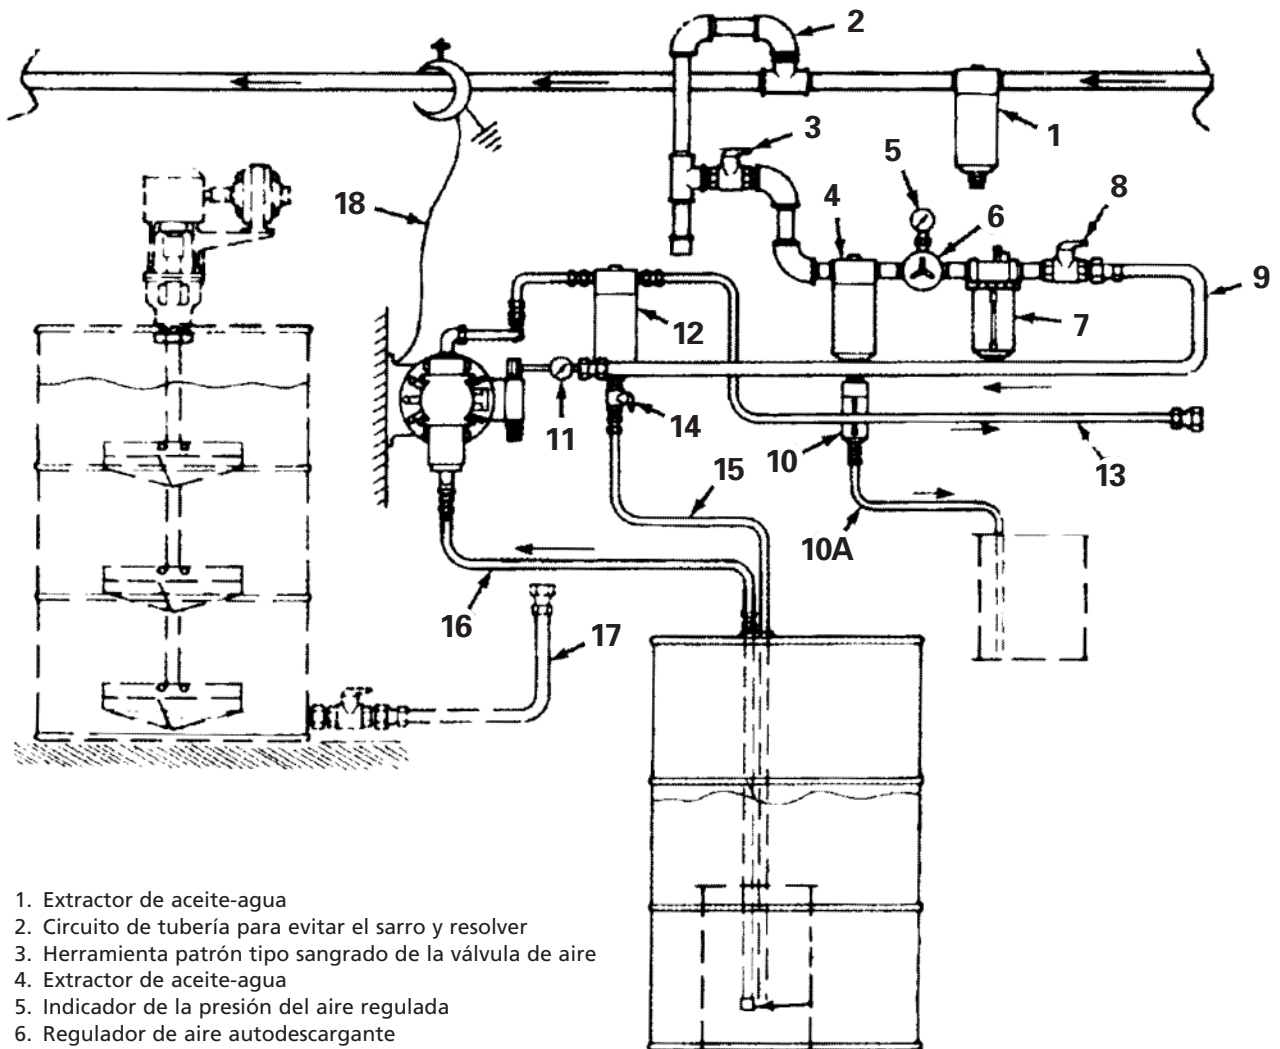 2
1
3
5
4
6
8
18
9
7
12
11
14
10
13
15
10A
16
17
1. Extractor de aceite-agua
2. Circuito de tubería para evitar el sarro y resolver
3. Herramienta patrón tipo sangrado de la válvula de aire
4. Extractor de aceite-agua
5. Indicador de la presión del aire regulada
6. Regulador de aire autodescargante